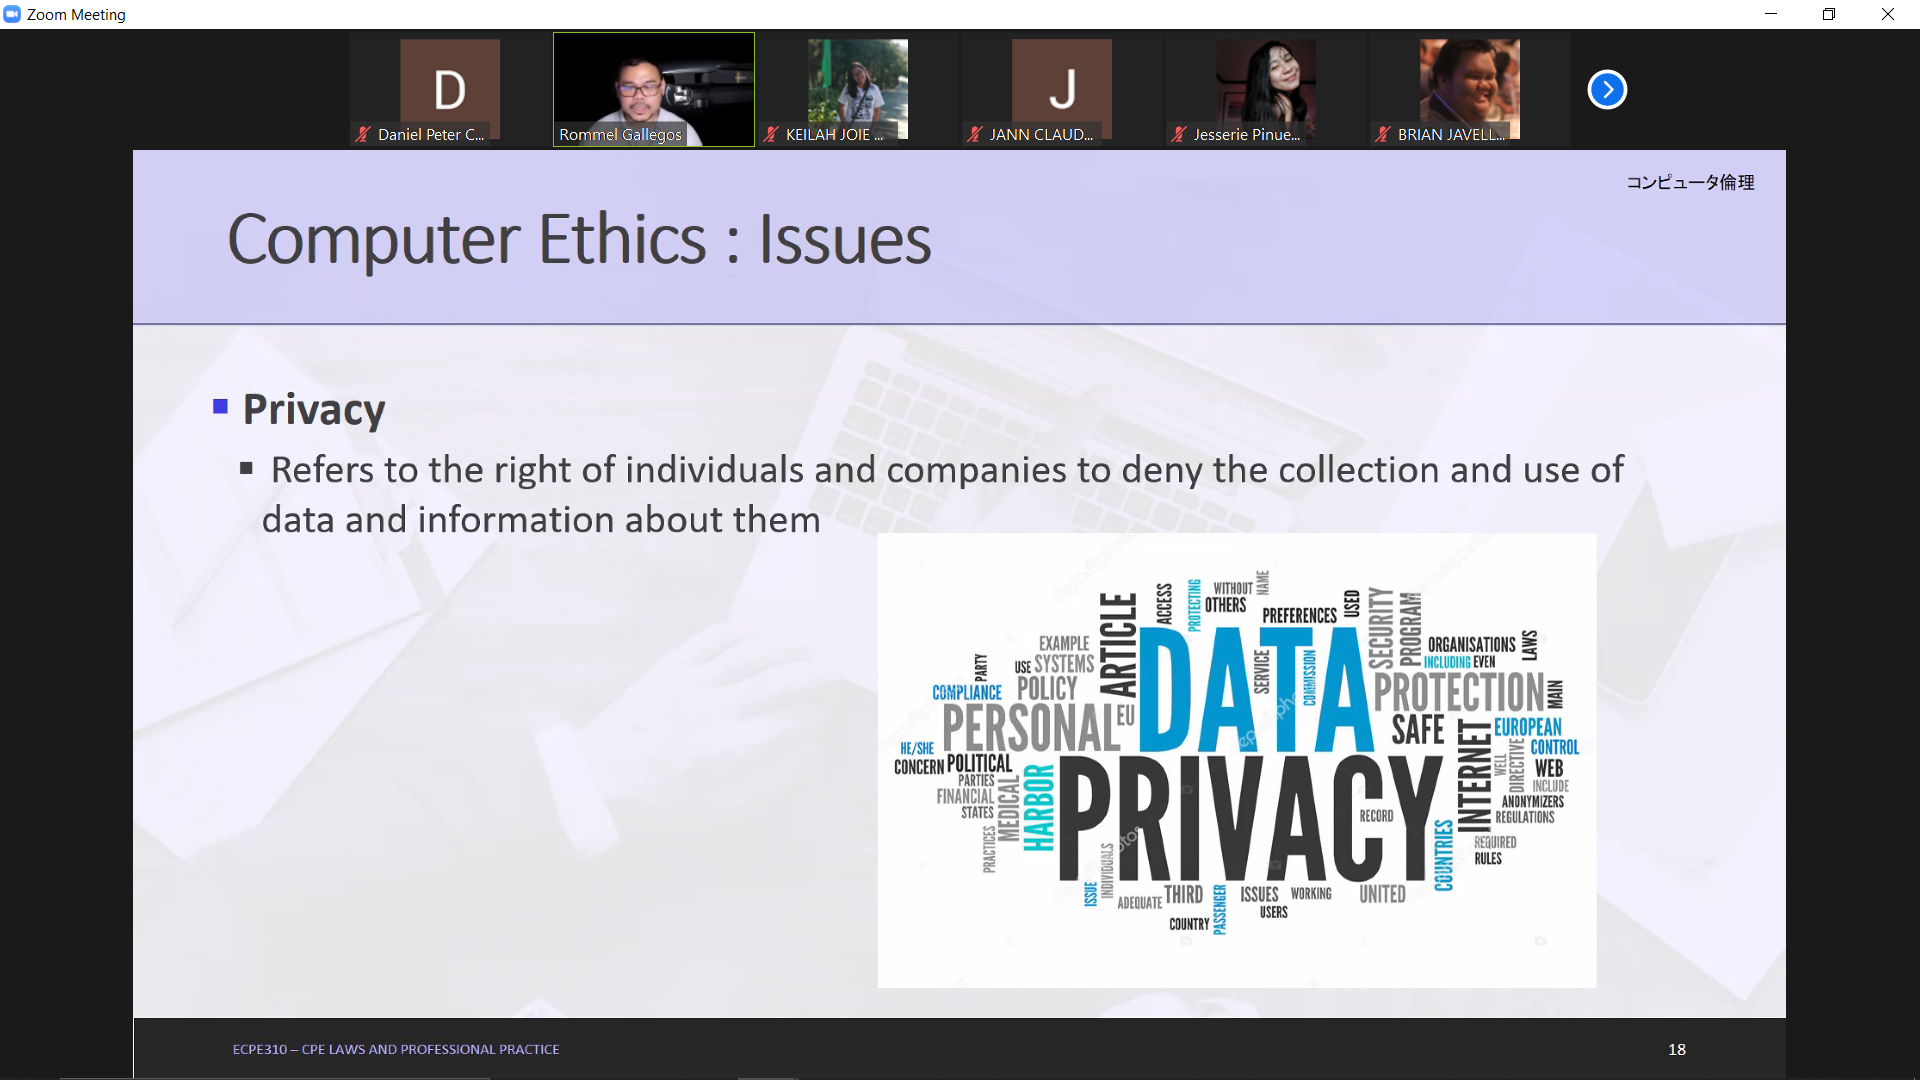 Zoom Meeting
D
J
Daniel Peter C...
Rommel Gallegos
KEILAH JOIE ...
JANN CLAUD...
Jesserie Pinue...
BRIAN JAVELL...
コンピュータ倫理
Computer Ethics : Issues
Privacy
Refers to the right of individuals and companies to deny the collection and use of
data and information about them
ACCESS
PROTECTING
WITHOUT
NAME
OTHERS
PREFERENCES
USED
SECURITY
PROGRAM
ARTICLE
EXAMPLE
PARTY
USE
SYSTEMS
COMPLIANCE
POLICY
DATA
SERVICE
COMMISSION
ORGANISATIONS
LAWS
INCLUDING
EVEN
PROTECTION
MAIN
PERSONAL
EU
SAFE
INTERNET
EUROPEAN
HE/SHE
CONTROL
CONCERN
POLITICAL
PARTIES
FINANCIAL
STATES
MEDICAL
HARBOR
PRACTICES
PRIVACY
RECORD
WELL
DIRECTIVE
WEB
INCLUDE
ANONYMIZERS
REGULATIONS
COUNTRIES
REQUIRED
RULES
ISSUE
INDIVIDUALS
ADEQUATE
THIRD
PASSENGER
ISSUES
WORKING
UNITED
COUNTRY
USERS
ECPE310 – CPE LAWS AND PROFESSIONAL PRACTICE
18